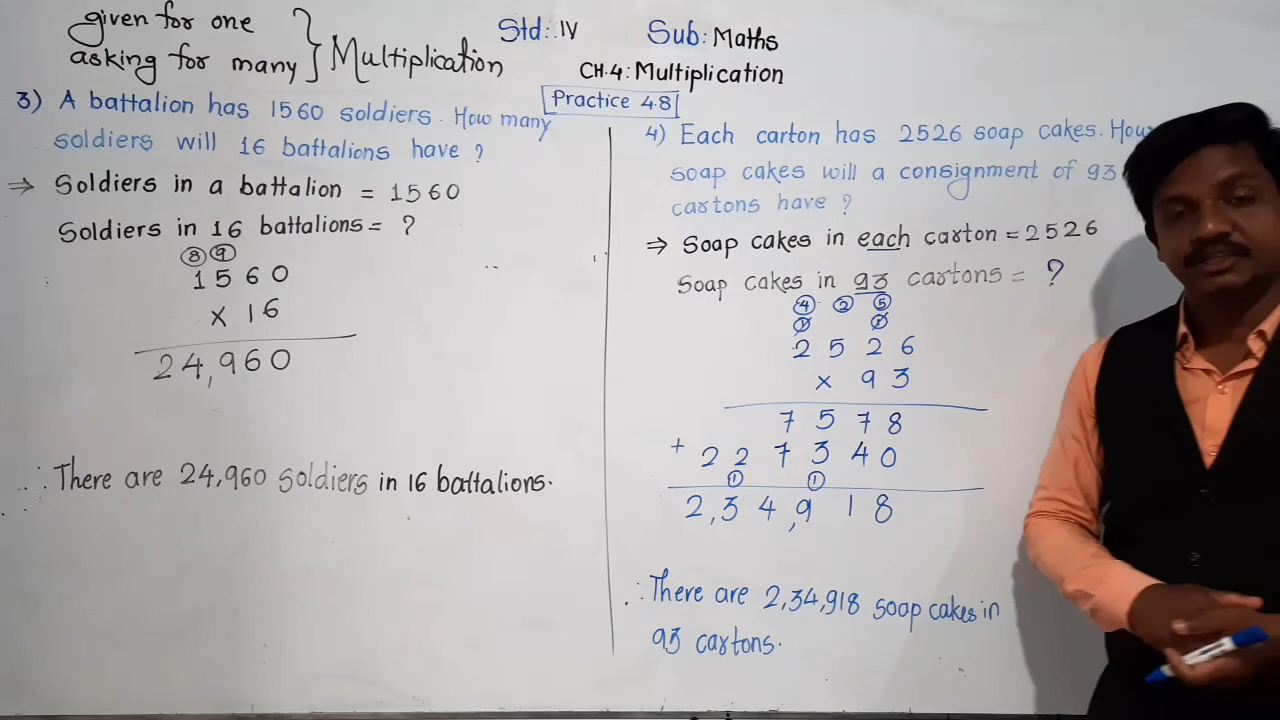 given for one
asking for many } Multiplication
Std: IV Sub: Maths
CH.4: Multiplication
Practice 4.8
3) A battalion has 1560 soldiers. How many
soldiers will 16 battalions have ?
⇒ Soldiers in a battalion = 1560
Soldiers in 16 battalions = ?
⑧ ⑨
1560
× 16
24,960
∴ There are 24,960 soldiers in 16 battalions.
4) Each carton has 2526 soap cakes.
soap cakes will a consignment of 93
cartons have ?
⇒ Soap cakes in each carton = 2526
Soap cakes in 93 cartons = ?
④ ② ⑤
① ①
2526
× 93
7578
+ 227340
① ①
2,34,918
∴ There are 2,34,918 soap cakes in
93 cartons.